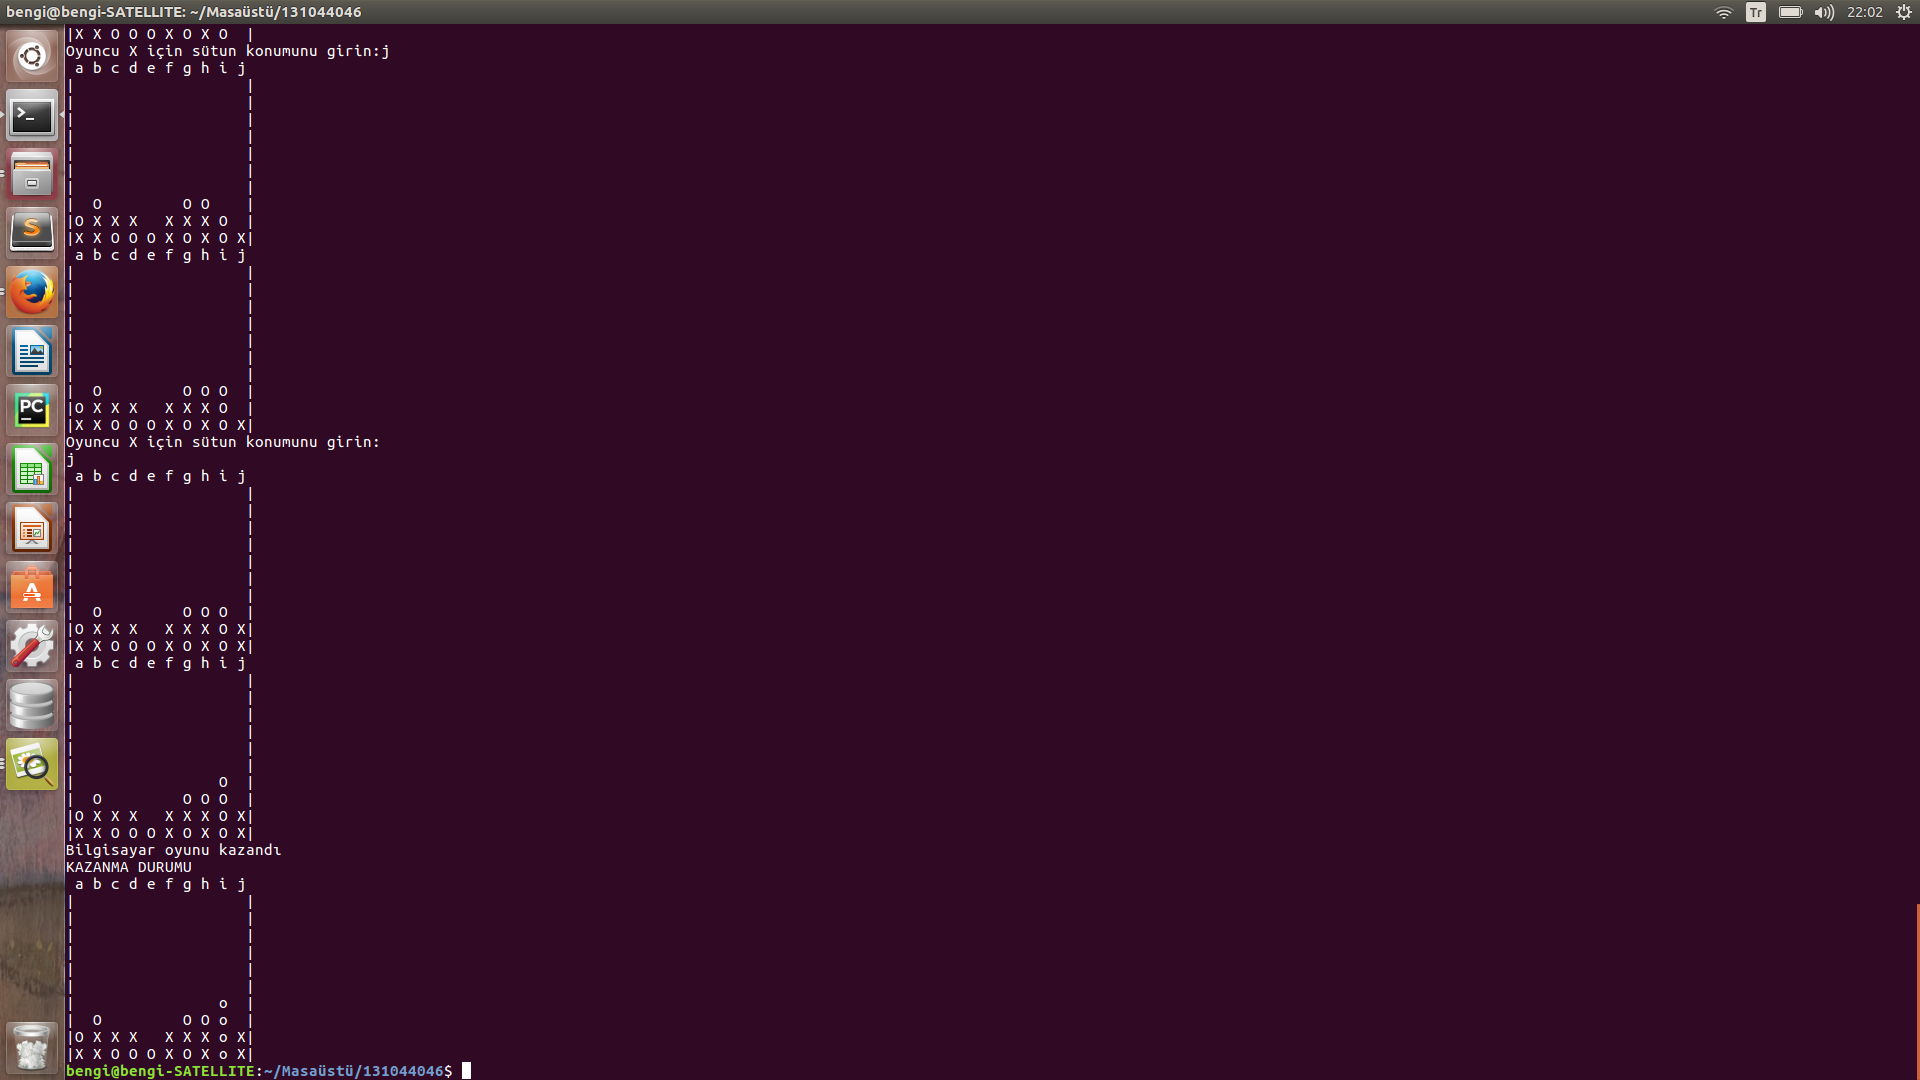 bengi@bengi-SATELLITE: ~/Masaüstü/131044046
Tr
22:02
|X X O O O X O X O  |
Oyuncu X için sütun konumunu girin:j
 a b c d e f g h i j
|                   |
|                   |
|                   |
|                   |
|                   |
|                   |
|                   |
|  O         O O    |
|O X X X   X X X O  |
|X X O O O X O X O X|
 a b c d e f g h i j
|                   |
|                   |
|                   |
|                   |
|                   |
|                   |
|                   |
|  O         O O O  |
|O X X X   X X X O  |
|X X O O O X O X O X|
Oyuncu X için sütun konumunu girin:
j
 a b c d e f g h i j
|                   |
|                   |
|                   |
|                   |
|                   |
|                   |
|                   |
|  O         O O O  |
|O X X X   X X X O X|
|X X O O O X O X O X|
 a b c d e f g h i j
|                   |
|                   |
|                   |
|                   |
|                   |
|                   |
|                O  |
|  O         O O O  |
|O X X X   X X X O X|
|X X O O O X O X O X|
Bilgisayar oyunu kazandı
KAZANMA DURUMU
 a b c d e f g h i j
|                   |
|                   |
|                   |
|                   |
|                   |
|                   |
|                o  |
|  O         O O o  |
|O X X X   X X X o X|
|X X O O O X O X o X|
bengi@bengi-SATELLITE:~/Masaüstü/131044046$